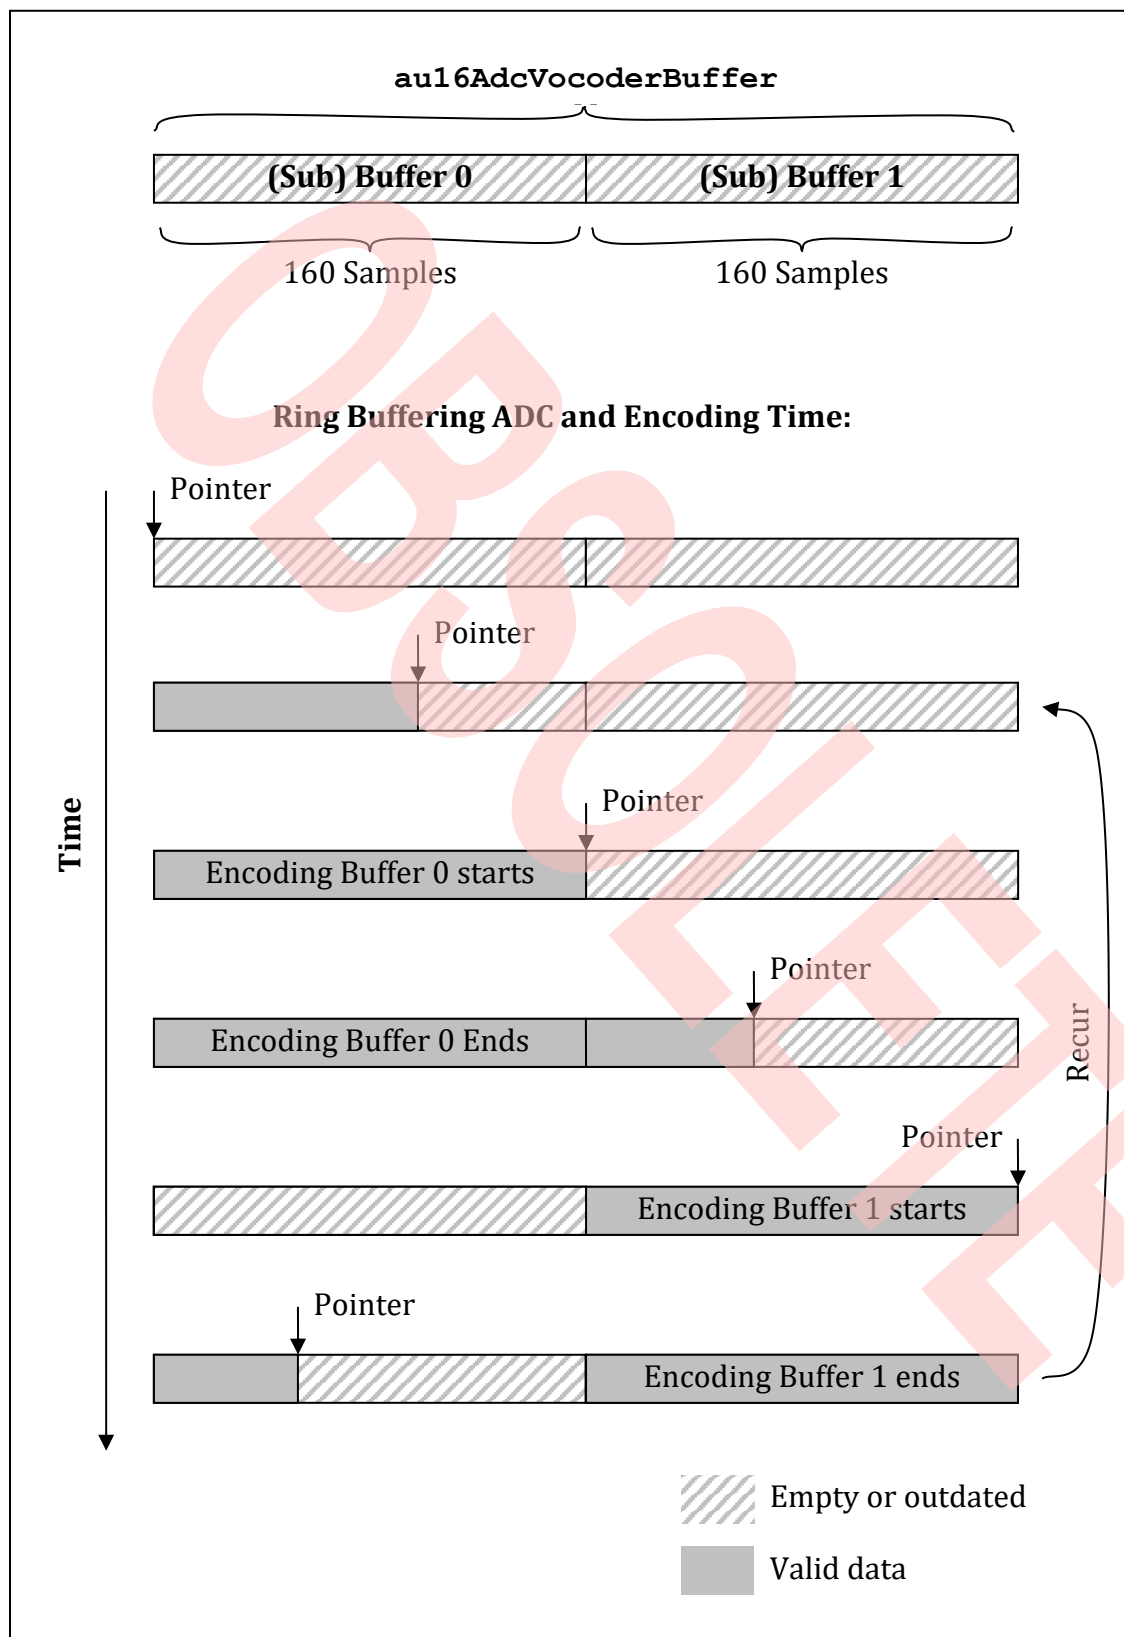 au16AdcVocoderBuffer
(Sub) Buffer 0 (Sub) Buffer 1
160 Samples 160 Samples
Ring Buffering ADC and Encoding Time:
Pointer
Pointer
Pointer
Encoding Buffer 0 starts
Pointer
Encoding Buffer 0 Ends
Pointer
Encoding Buffer 1 starts
Pointer
Encoding Buffer 1 ends
Time
Recur
Empty or outdated
Valid data
OBSOLETE